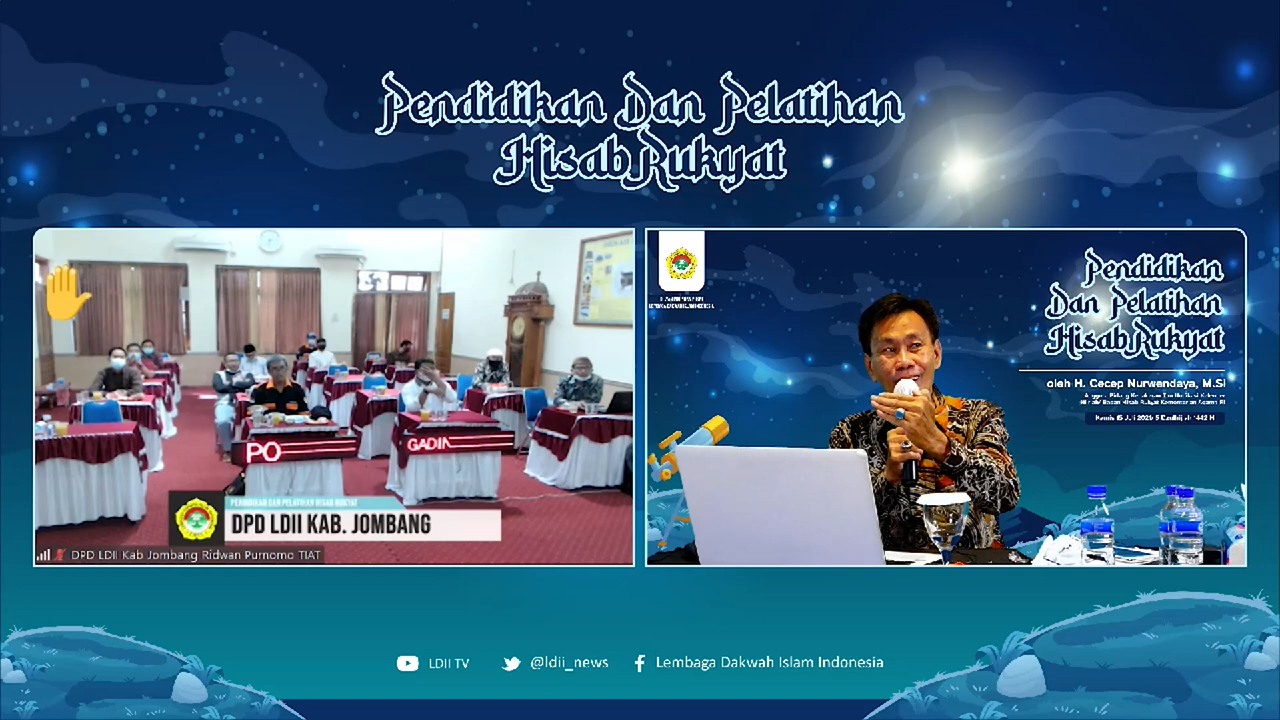 Pendidikan Dan Pelatihan
Hisab Rukyat
PO
GADIN
PENDIDIKAN DAN PELATIHAN HISAB RUKYAT
DPD LDII KAB. JOMBANG
DPD LDII Kab Jombang Ridwan Purnomo TIAT
Pendidikan
Dan Pelatihan
Hisab Rukyat
oleh H. Cecep Nurwendaya, M.Si
LDII TV
@ldii_news
Lembaga Dakwah Islam Indonesia